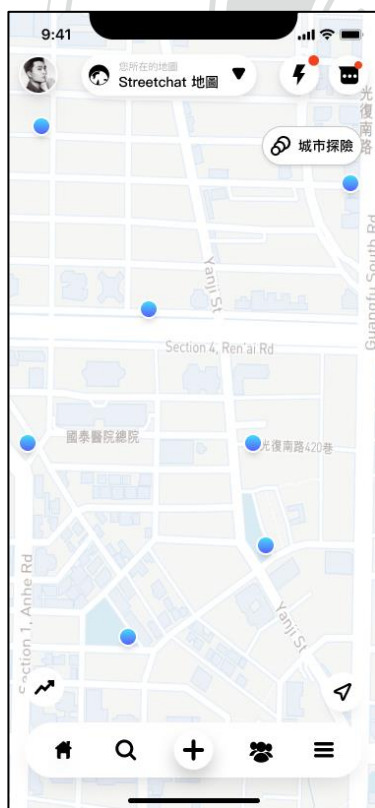 9:41
您所在的地圖
Streetchat 地圖
光復南路
城市探險
Guangfu South Rd
Yanji St
Section 4, Ren'ai Rd
國泰醫院總院
光復南路420巷
Section 1, Anhe Rd
Yanji St